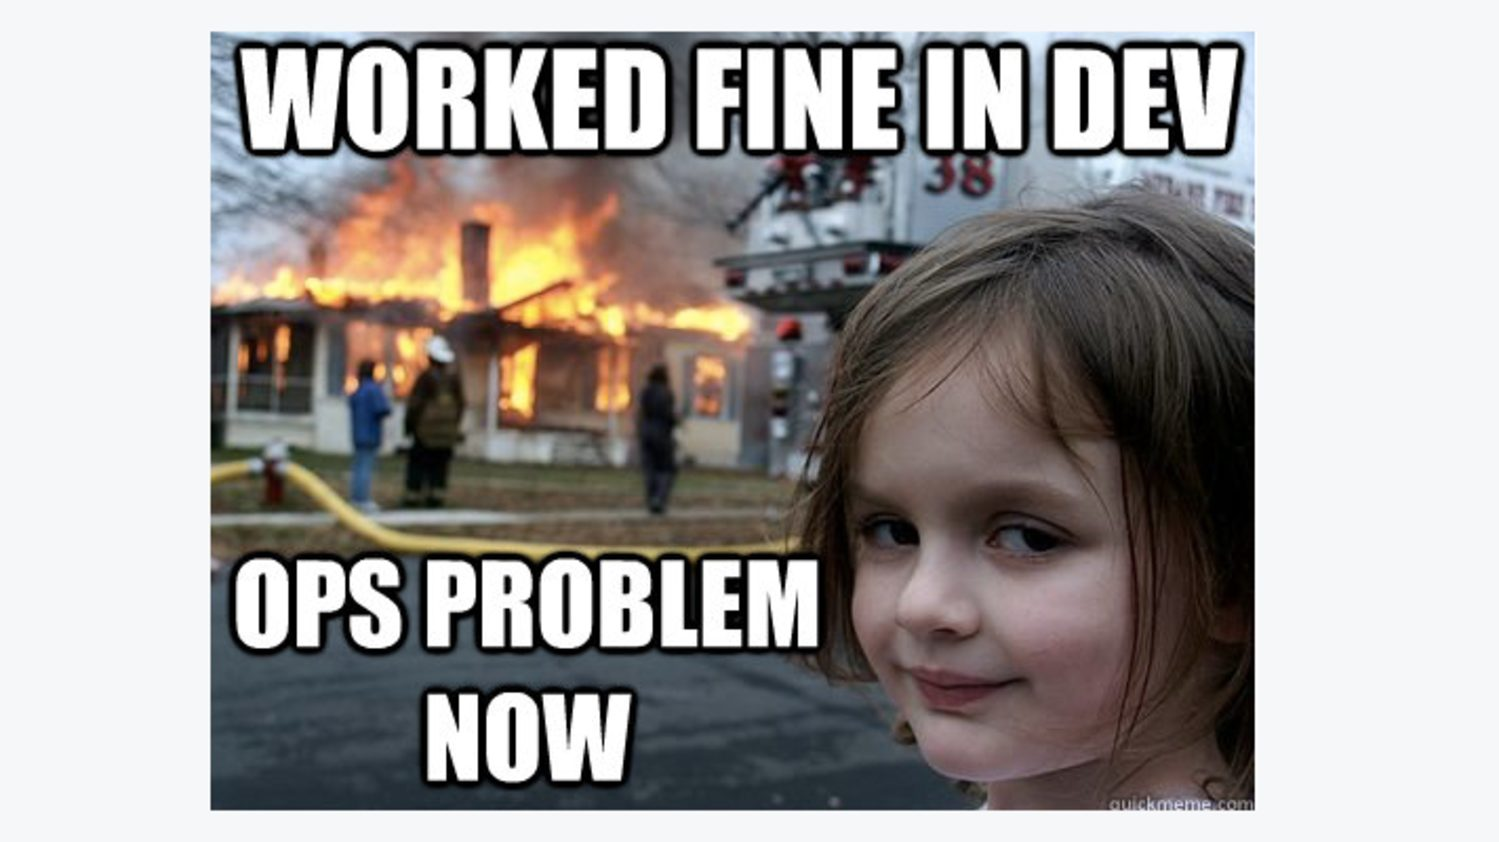 WORKED FINE IN DEV
38
OPS PROBLEM
NOW
quickmeme.com